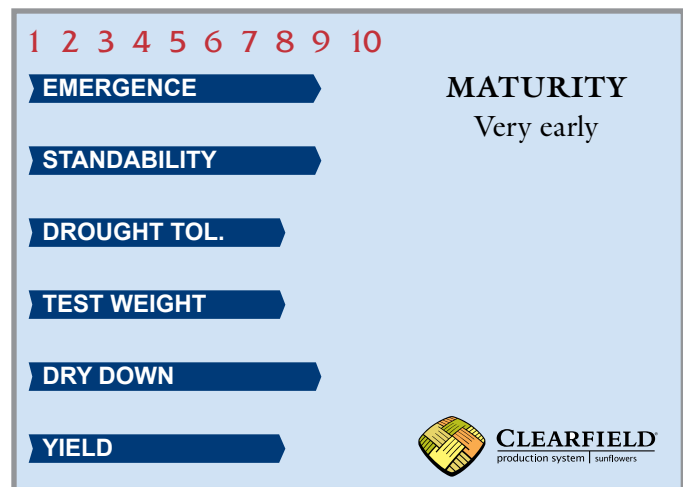 1 2 3 4 5 6 7 8 9 10
EMERGENCE
MATURITY
Very early
STANDABILITY
DROUGHT TOL.
TEST WEIGHT
DRY DOWN
YIELD
CLEARFIELD®
production system | sunflowers